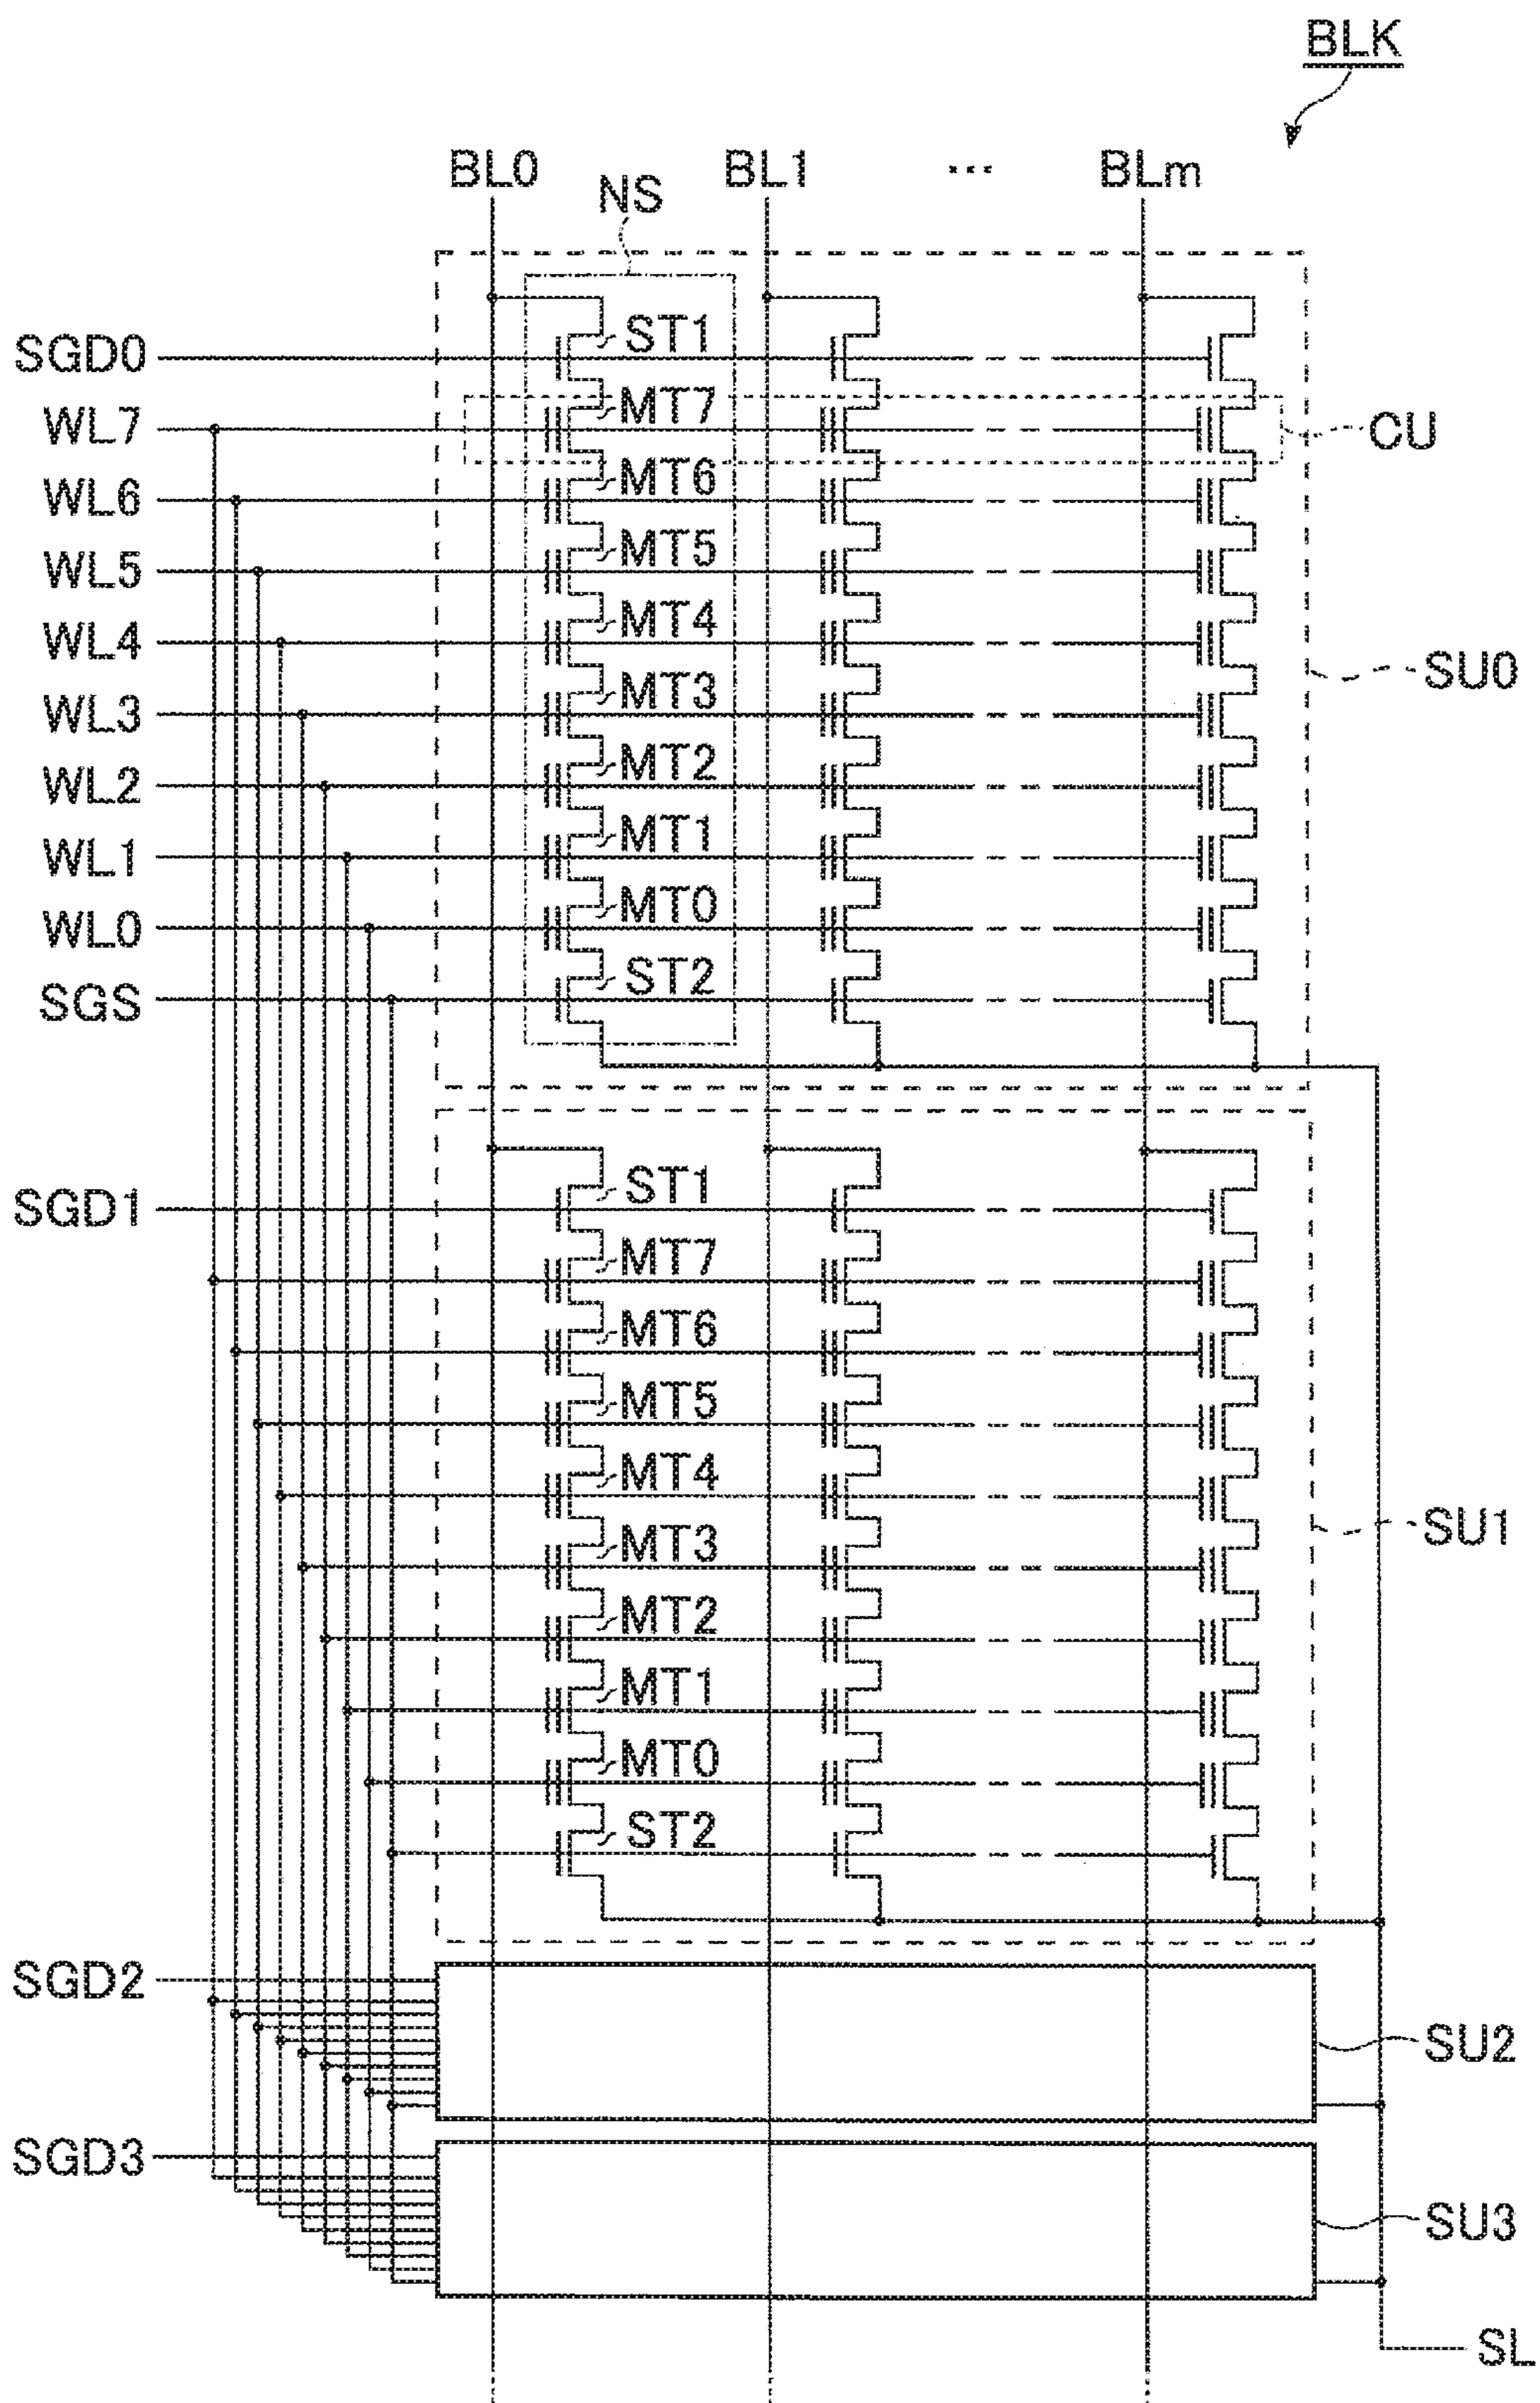 BLK
BL0 BL1 ... BLm
NS
SGD0 ST1
WL7 MT7 CU
WL6 MT6
WL5 MT5
WL4 MT4
SU0
WL3 MT3
WL2 MT2
WL1 MT1
WL0 MT0
SGS ST2
SGD1 ST1
MT7
MT6
MT5
MT4
SU1
MT3
MT2
MT1
MT0
ST2
SGD2
SU2
SGD3
SU3
SL